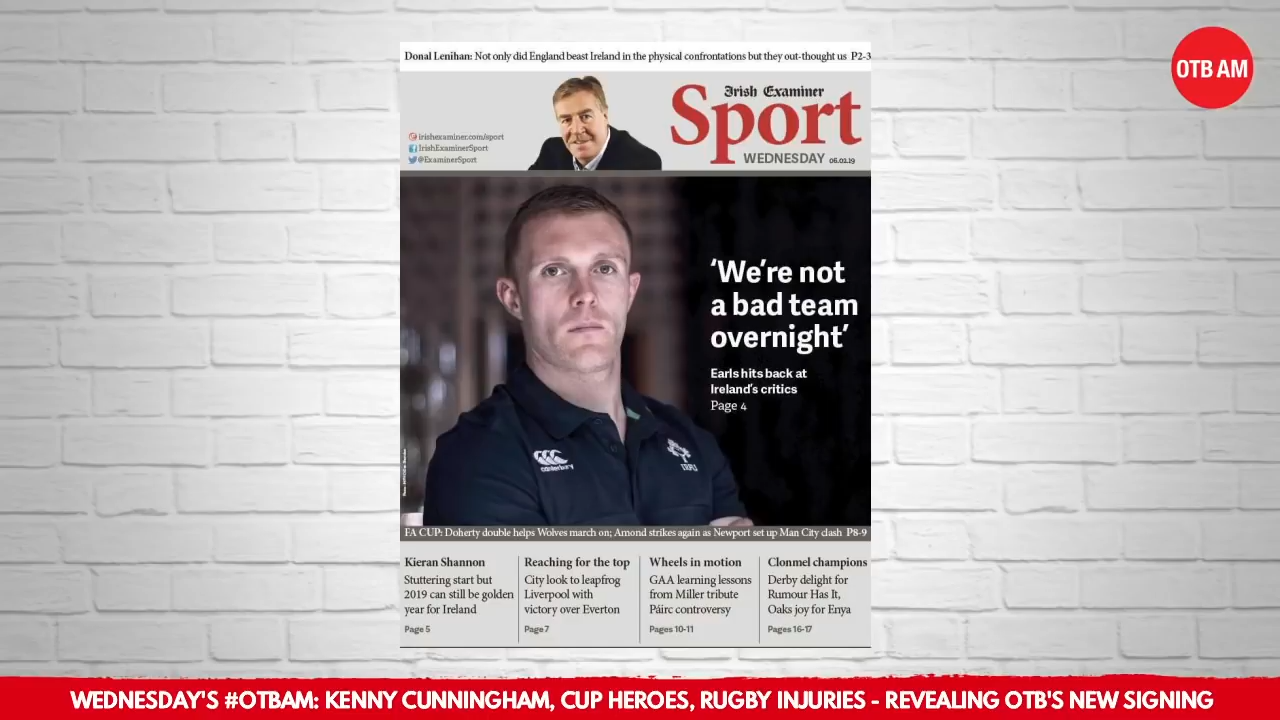 Donal Lenihan: Not only did England beast Ireland in the physical confrontations but they out-thought us P2-3
OTB AM
Irish Examiner
Sport
WEDNESDAY 06.02.19
irishexaminer.com/sport
IrishExaminerSport
@ExaminerSport
'We're not
a bad team
overnight'
Earls hits back at
Ireland's critics
Page 4
canterbury
IRFU
FA CUP: Doherty double helps Wolves march on; Amond strikes again as Newport set up Man City clash P8-9
Kieran Shannon
Stuttering start but
2019 can still be golden
year for Ireland
Page 5
Reaching for the top
City look to leapfrog
Liverpool with
victory over Everton
Page 7
Wheels in motion
GAA learning lessons
from Miller tribute
Páirc controversy
Pages 10-11
Clonmel champions
Derby delight for
Rumour Has It,
Oaks joy for Enya
Pages 16-17
WEDNESDAY'S #OTBAM: KENNY CUNNINGHAM, CUP HEROES, RUGBY INJURIES - REVEALING OTB'S NEW SIGNING